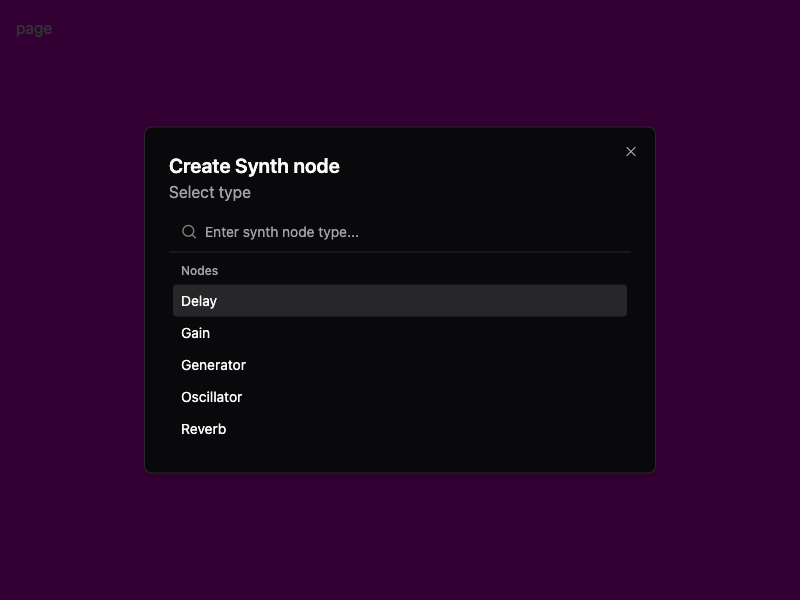 page
Create Synth node
Select type
Enter synth node type...
Nodes
Delay
Gain
Generator
Oscillator
Reverb